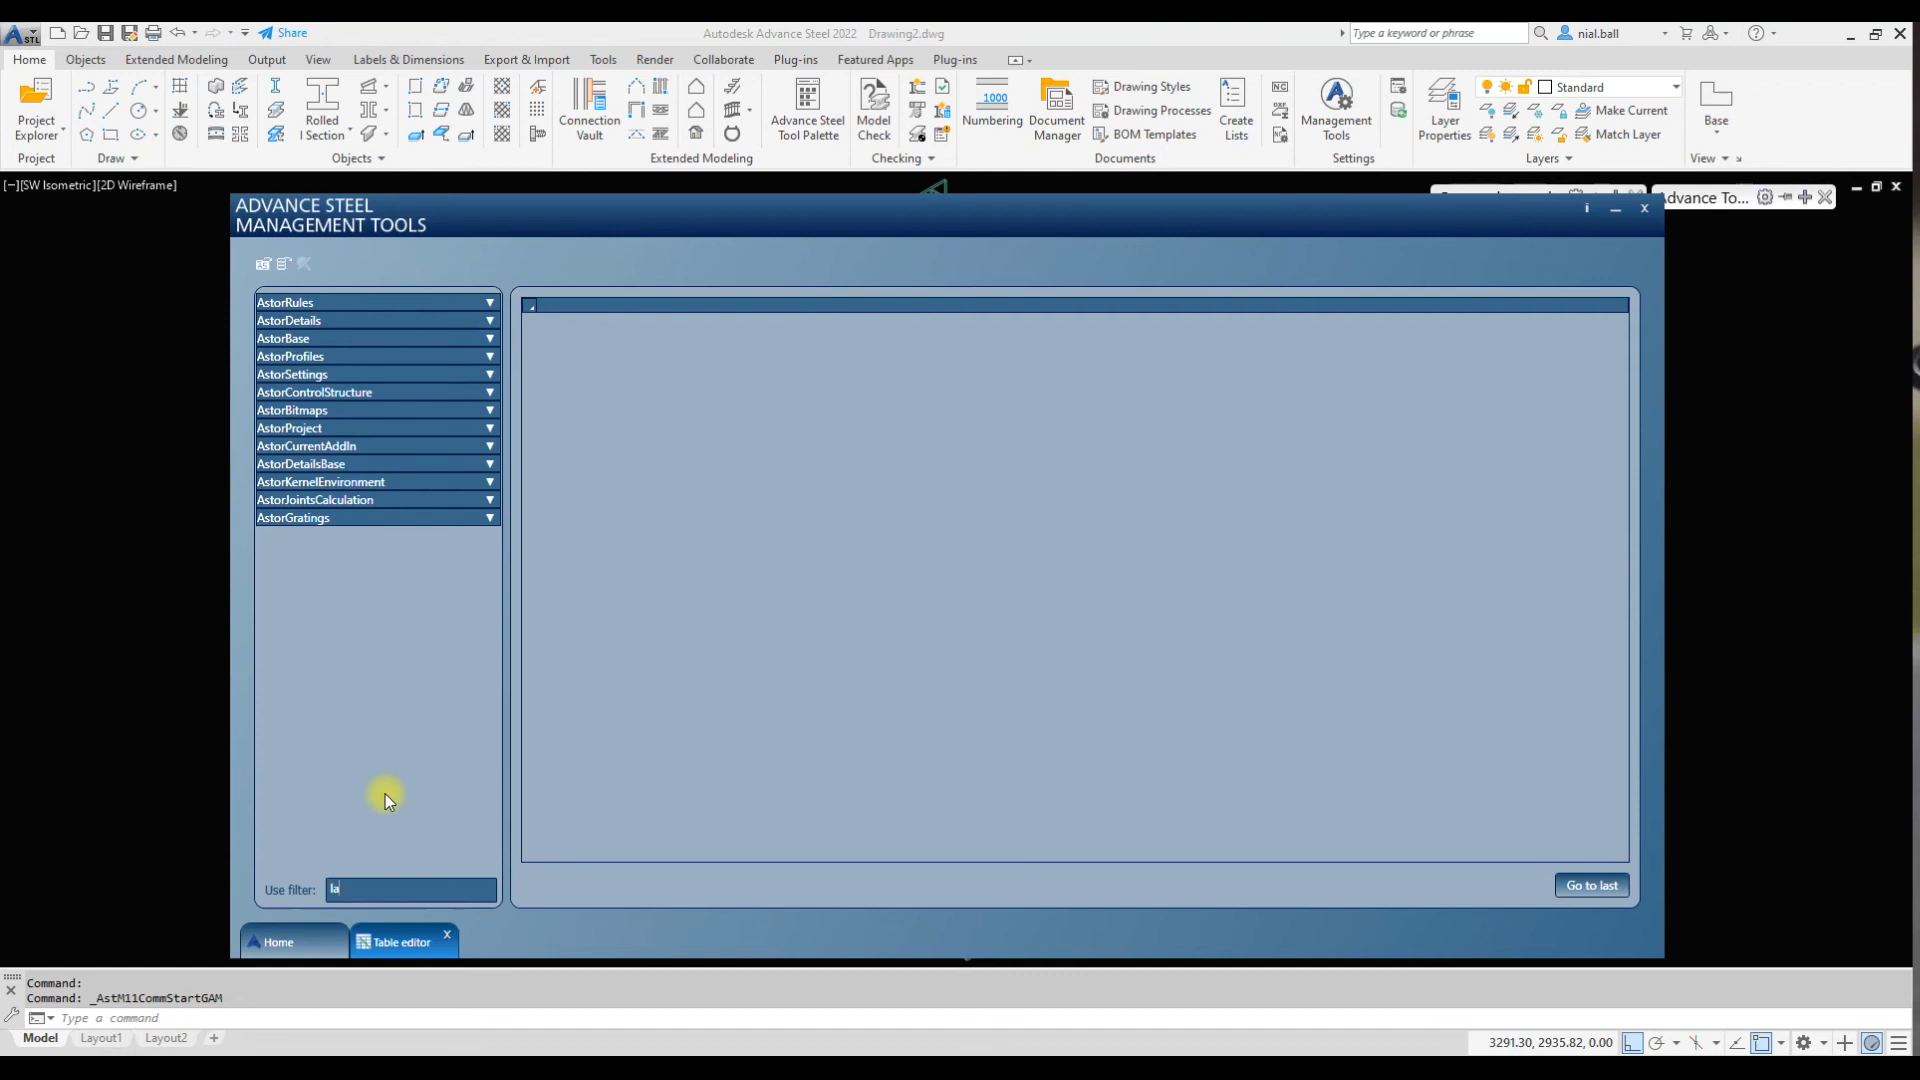 STL
Share
Autodesk Advance Steel 2022 Drawing2.dwg
Type a keyword or phrase
nial.ball
Home Objects Extended Modeling Output View Labels & Dimensions Export & Import Tools Render Collaborate Plug-ins Featured Apps Plug-ins
Project Explorer
Rolled I Section
Connection Vault
Advance Steel Tool Palette
Model Check
1000
Numbering
Document Manager
Drawing Styles
Drawing Processes
BOM Templates
Create Lists
NC
DXF
NC
Management Tools
Layer Properties
Standard
Make Current
Match Layer
Base
Project Draw Objects Extended Modeling Checking Documents Settings Layers View
[−][SW Isometric][2D Wireframe]
Advance To...
ADVANCE STEEL
MANAGEMENT TOOLS
i
x
AS
AstorRules
AstorDetails
AstorBase
AstorProfiles
AstorSettings
AstorControlStructure
AstorBitmaps
AstorProject
AstorCurrentAddIn
AstorDetailsBase
AstorKernelEnvironment
AstorJointsCalculation
AstorGratings
Use filter: la
Go to last
Home Table editor x
Command:
Command: _AstM11CommStartGAM
Type a command
Model Layout1 Layout2 +
3291.30, 2935.82, 0.00